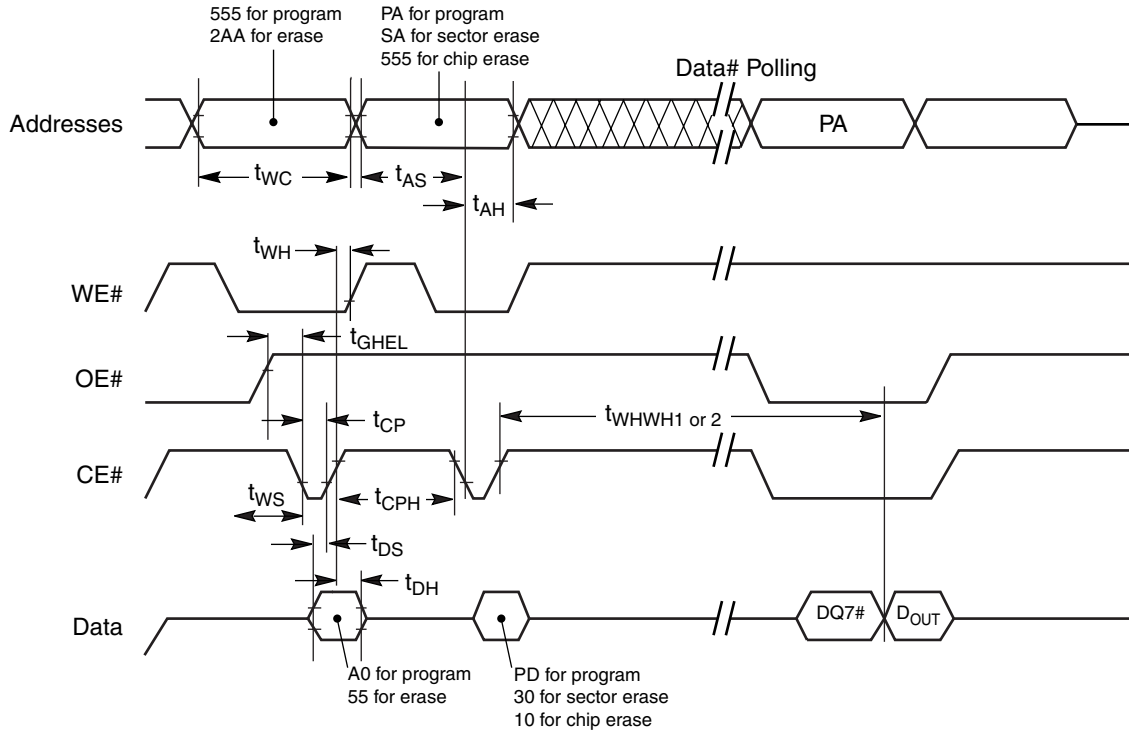 555 for program
2AA for erase
PA for program
SA for sector erase
555 for chip erase
Data# Polling
Addresses
PA
tWC
tAS
tAH
tWH
WE#
tGHEL
OE#
tWHWH1 or 2
tCP
CE#
tWS
tCPH
tDS
tDH
Data
DQ7#
DOUT
A0 for program
55 for erase
PD for program
30 for sector erase
10 for chip erase